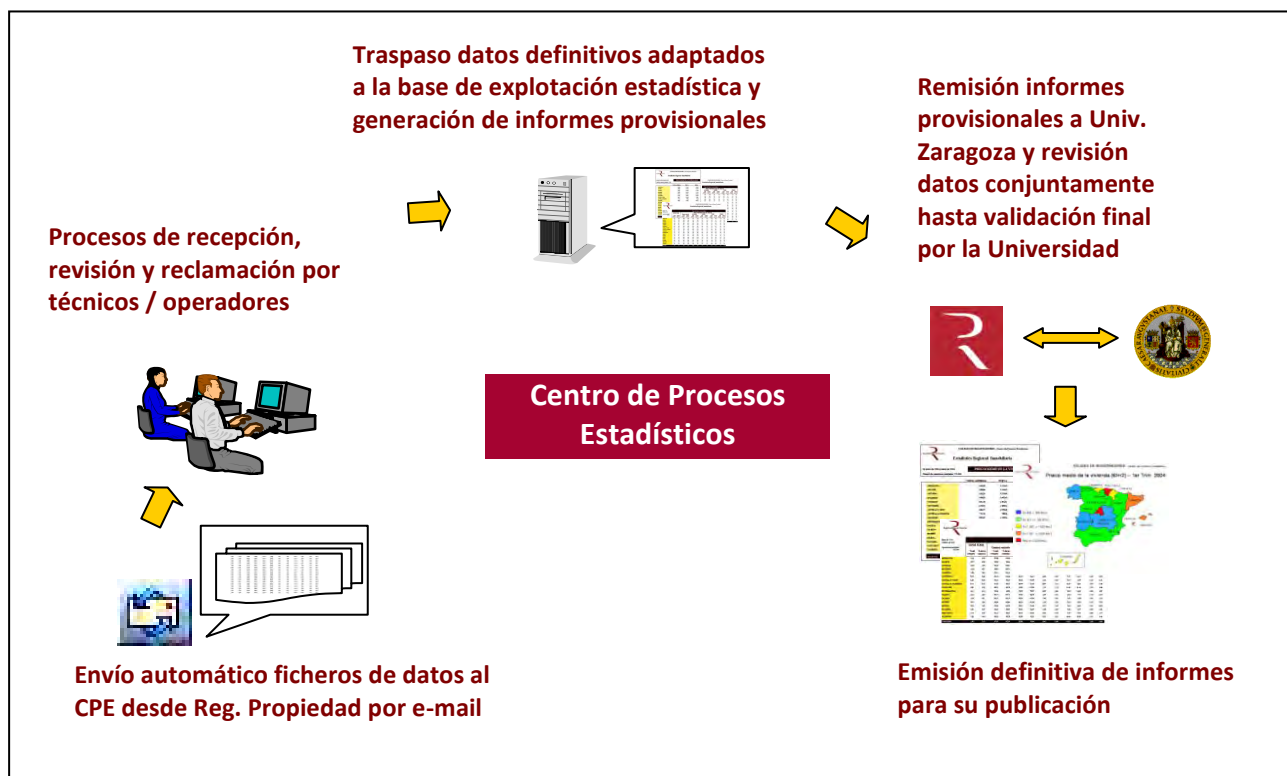 Traspaso datos definitivos adaptados
a la base de explotación estadística y
generación de informes provisionales
Remisión informes
provisionales a Univ.
Zaragoza y revisión
datos conjuntamente
hasta validación final
por la Universidad
Procesos de recepción,
revisión y reclamación por
técnicos / operadores
Centro de Procesos
Estadísticos
Envío automático ficheros de datos al
CPE desde Reg. Propiedad por e-mail
Emisión definitiva de informes
para su publicación